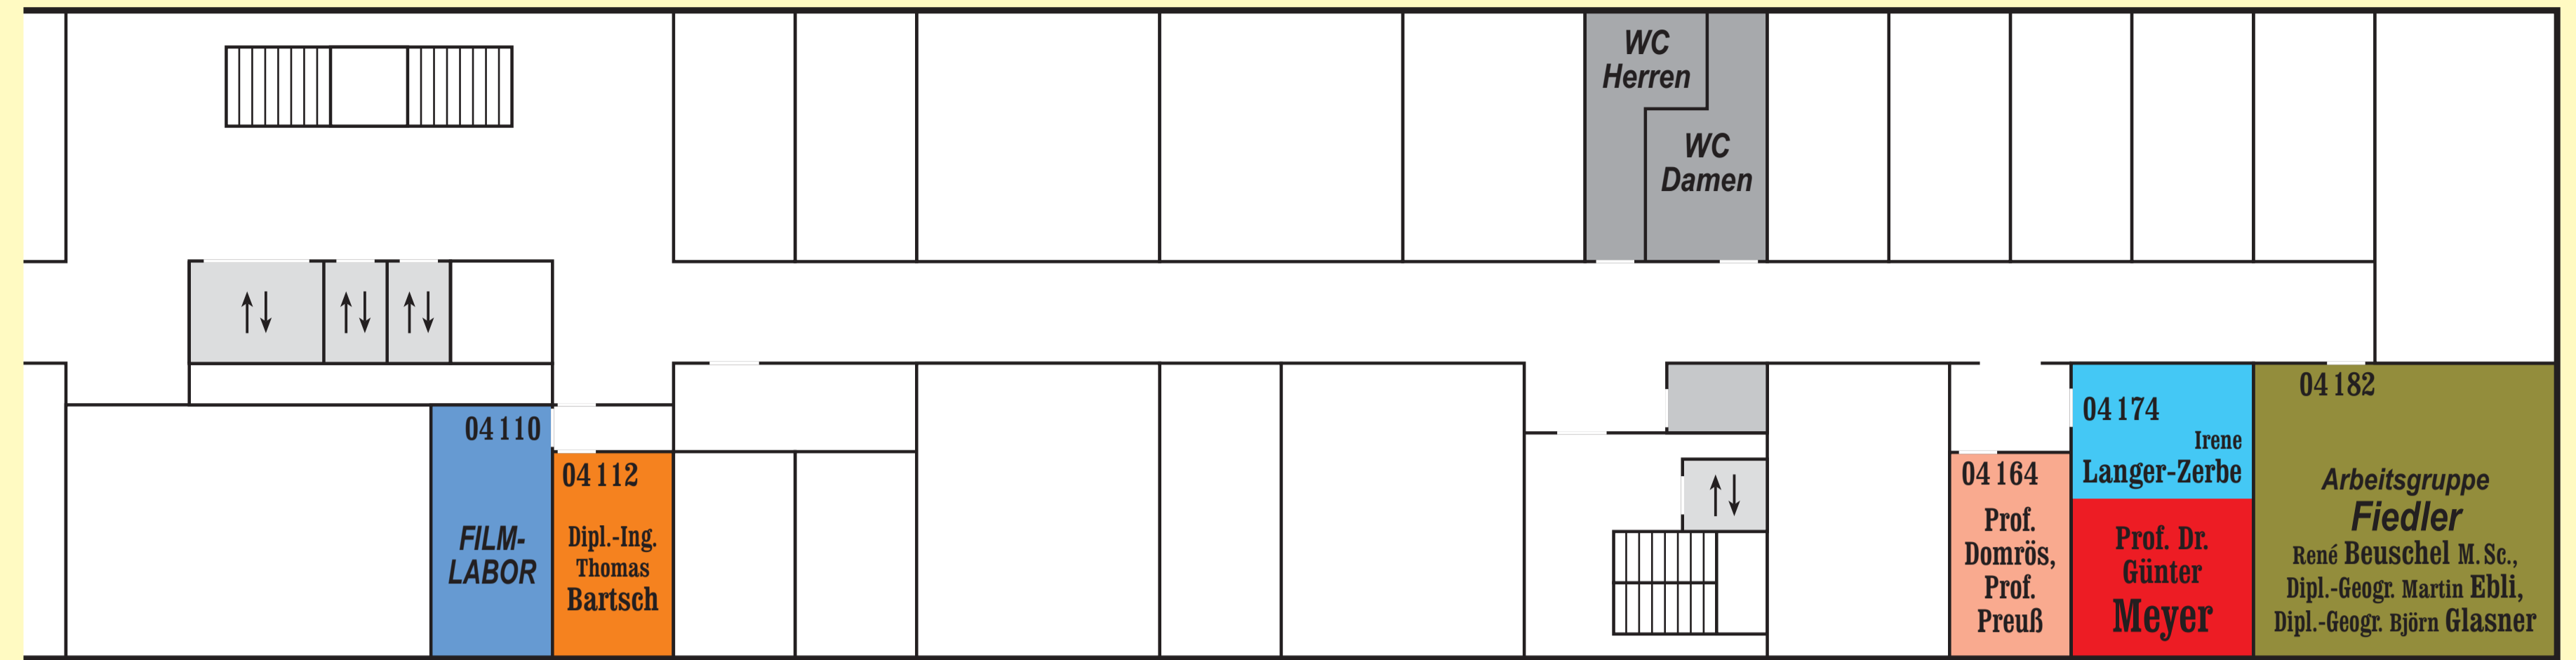 WC
Herren
WC
Damen
04 110
FILM-
LABOR
04 112
Dipl.-Ing.
Thomas
Bartsch
04 164
Prof.
Domrös,
Prof.
Preuß
04 174
Irene
Langer-Zerbe
Prof. Dr.
Günter
Meyer
04 182
Arbeitsgruppe
Fiedler
René Beuschel M. Sc.,
Dipl.-Geogr. Martin Ebli,
Dipl.-Geogr. Björn Glasner